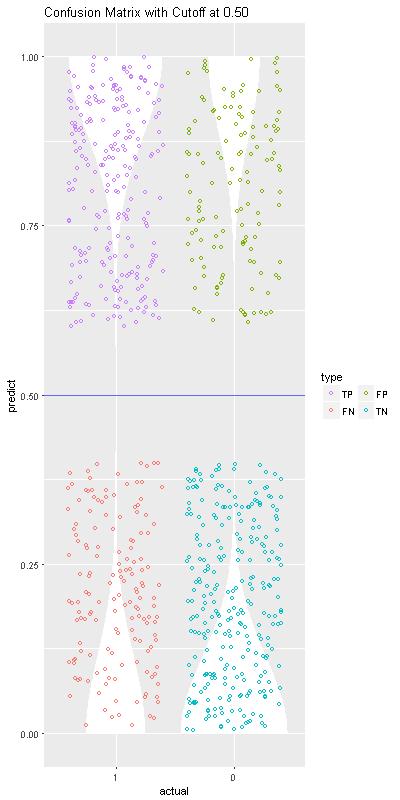 Confusion Matrix with Cutoff at 0.50
1.00
0.75
predict
0.50
0.25
0.00
1 0
actual
type
TP FP
FN TN